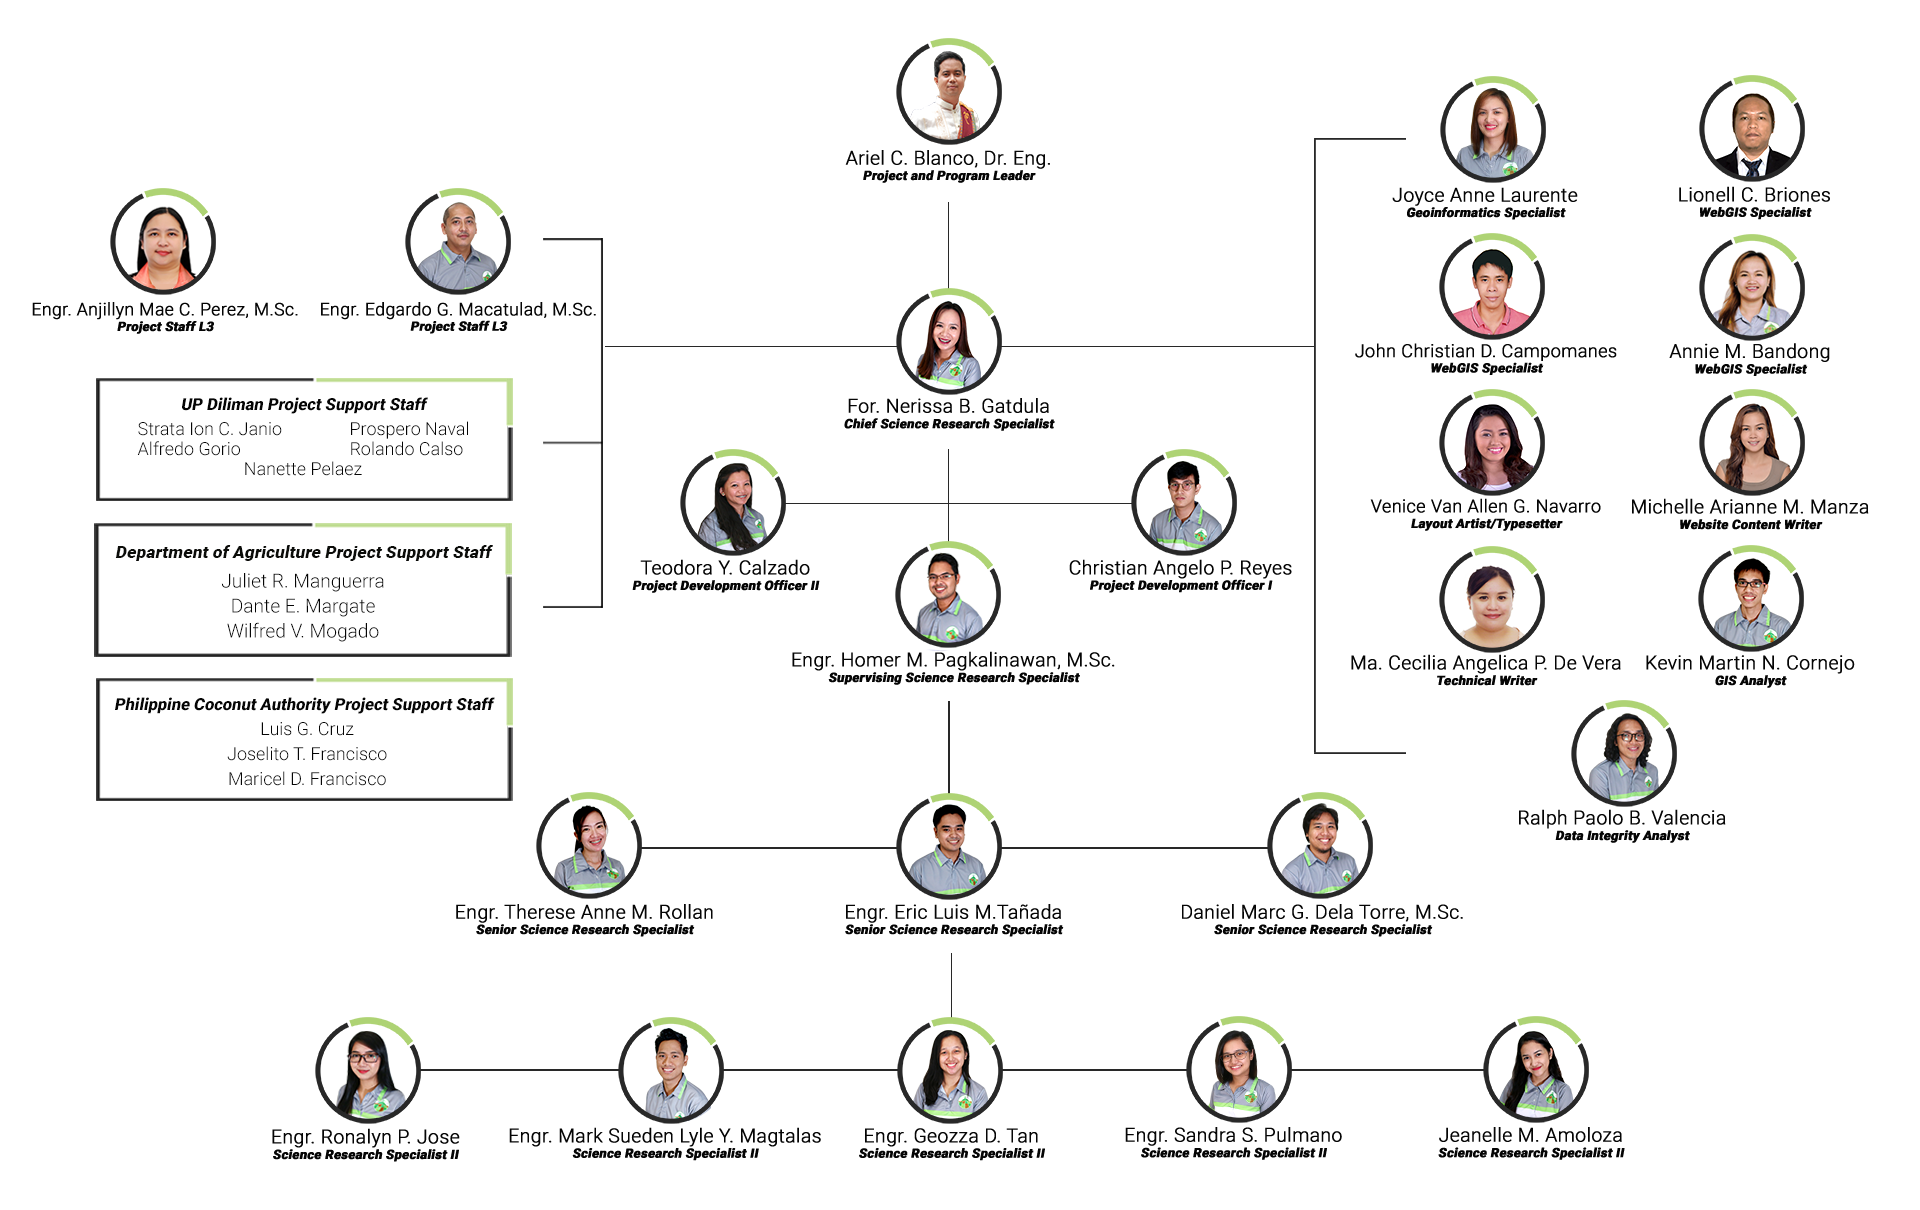 Ariel C. Blanco, Dr. Eng.
Project and Program Leader
Engr. Anjillyn Mae C. Perez, M.Sc.
Project Staff L3
Engr. Edgardo G. Macatulad, M.Sc.
Project Staff L3
UP Diliman Project Support Staff
Strata Ion C. Janio
Prospero Naval
Alfredo Gorio
Rolando Calso
Nanette Pelaez
Department of Agriculture Project Support Staff
Juliet R. Manguerra
Dante E. Margate
Wilfred V. Mogado
Philippine Coconut Authority Project Support Staff
Luis G. Cruz
Joselito T. Francisco
Maricel D. Francisco
For. Nerissa B. Gatdula
Chief Science Research Specialist
Teodora Y. Calzado
Project Development Officer II
Christian Angelo P. Reyes
Project Development Officer I
Engr. Homer M. Pagkalinawan, M.Sc.
Supervising Science Research Specialist
Joyce Anne Laurente
Geoinformatics Specialist
Lionell C. Briones
WebGIS Specialist
John Christian D. Campomanes
WebGIS Specialist
Annie M. Bandong
WebGIS Specialist
Venice Van Allen G. Navarro
Layout Artist/Typesetter
Michelle Arianne M. Manza
Website Content Writer
Ma. Cecilia Angelica P. De Vera
Technical Writer
Kevin Martin N. Cornejo
GIS Analyst
Ralph Paolo B. Valencia
Data Integrity Analyst
Engr. Therese Anne M. Rollan
Senior Science Research Specialist
Engr. Eric Luis M.Tañada
Senior Science Research Specialist
Daniel Marc G. Dela Torre, M.Sc.
Senior Science Research Specialist
Engr. Ronalyn P. Jose
Science Research Specialist II
Engr. Mark Sueden Lyle Y. Magtalas
Science Research Specialist II
Engr. Geozza D. Tan
Science Research Specialist II
Engr. Sandra S. Pulmano
Science Research Specialist II
Jeanelle M. Amoloza
Science Research Specialist II